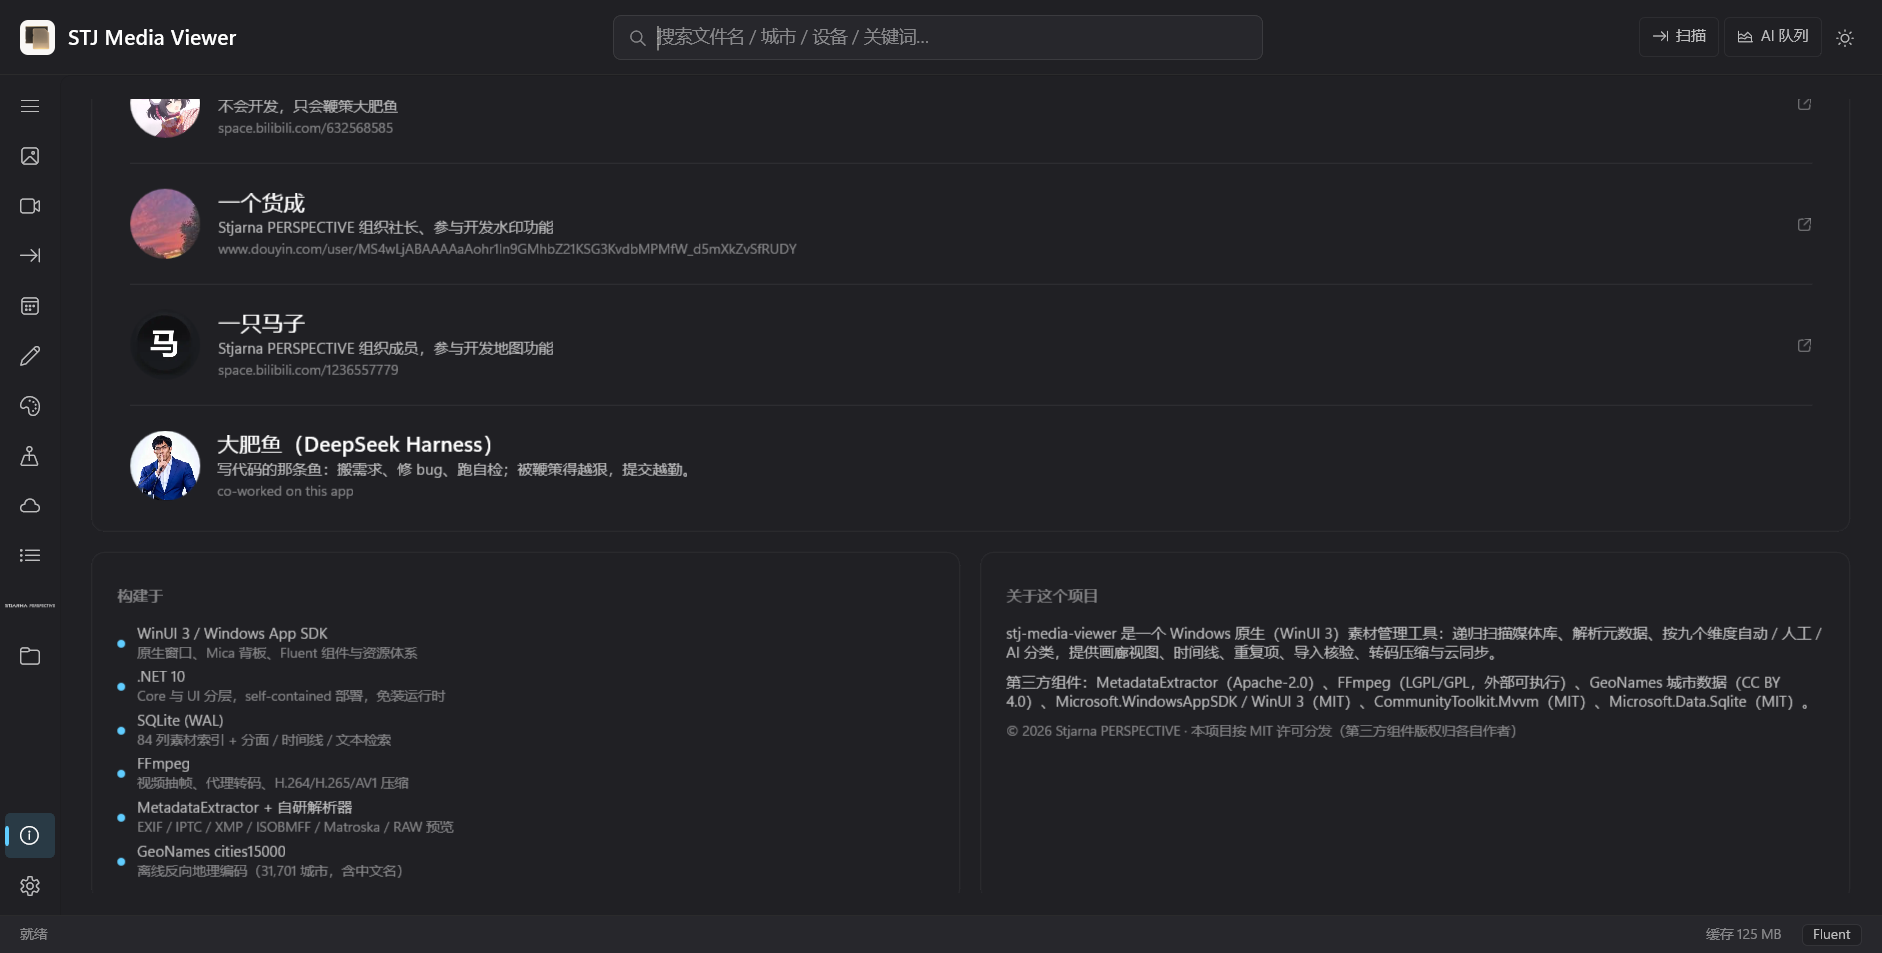 STJ Media Viewer
搜索文件名 / 城市 / 设备 / 关键词...
扫描
AI 队列
不会开发，只会鞭策大肥鱼
space.bilibili.com/632568585
一个货成
Stjarna PERSPECTIVE 组织社长、参与开发水印功能
一只马子
马
Stjarna PERSPECTIVE 组织成员，参与开发地图功能
space.bilibili.com/1236557779
大肥鱼（DeepSeek Harness）
写代码的那条鱼：搬需求、修 bug、跑自检；被鞭策得越狠，提交越勤。
co-worked on this app
STJARNA PERSPECTIVE
构建于
WinUI 3 / Windows App SDK
原生窗口、Mica 背板、Fluent 组件与资源体系
.NET 10
Core 与 UI 分层，self-contained 部署，免装运行时
SQLite (WAL)
84 列素材索引 + 分面 / 时间线 / 文本检索
FFmpeg
视频抽帧、代理转码、H.264/H.265/AV1 压缩
MetadataExtractor + 自研解析器
EXIF / IPTC / XMP / ISOBMFF / Matroska / RAW 预览
GeoNames cities15000
离线反向地理编码（31,701 城市，含中文名）
关于这个项目
stj-media-viewer 是一个 Windows 原生（WinUI 3）素材管理工具：递归扫描媒体库、解析元数据、按九个维度自动 / 人工 /
AI 分类，提供画廊视图、时间线、重复项、导入核验、转码压缩与云同步。
第三方组件：MetadataExtractor（Apache-2.0）、FFmpeg（LGPL/GPL，外部可执行）、GeoNames 城市数据（CC BY
4.0）、Microsoft.WindowsAppSDK / WinUI 3（MIT）、CommunityToolkit.Mvvm（MIT）、Microsoft.Data.Sqlite（MIT）。
© 2026 Stjarna PERSPECTIVE · 本项目按 MIT 许可分发（第三方组件版权归各自作者）
就绪
缓存 125 MB
Fluent